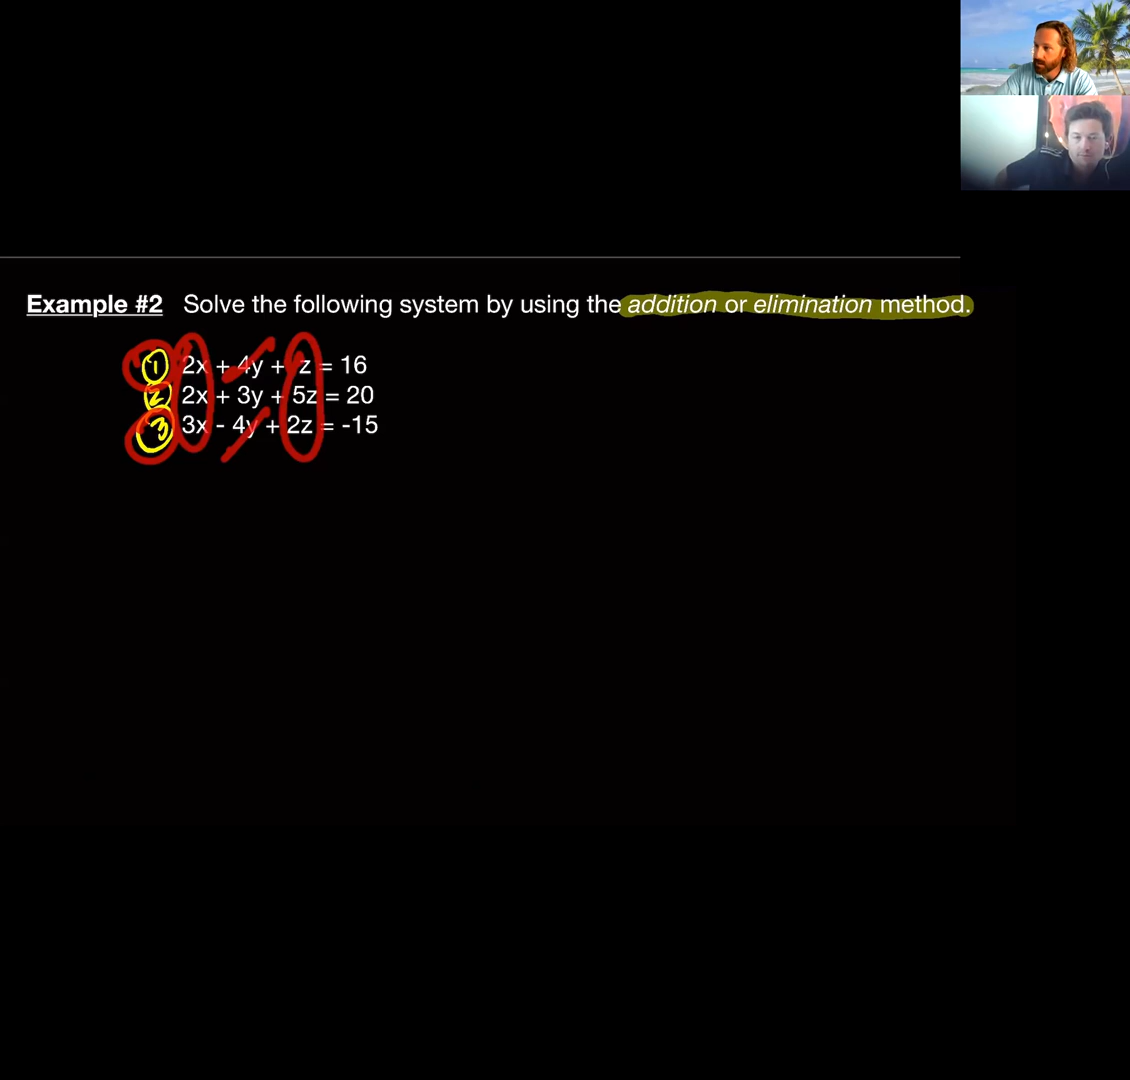 Example #2 Solve the following system by using the addition or elimination method.
① 2x + 4y + z = 16
② 2x + 3y + 5z = 20
③ 3x - 4y + 2z = -15